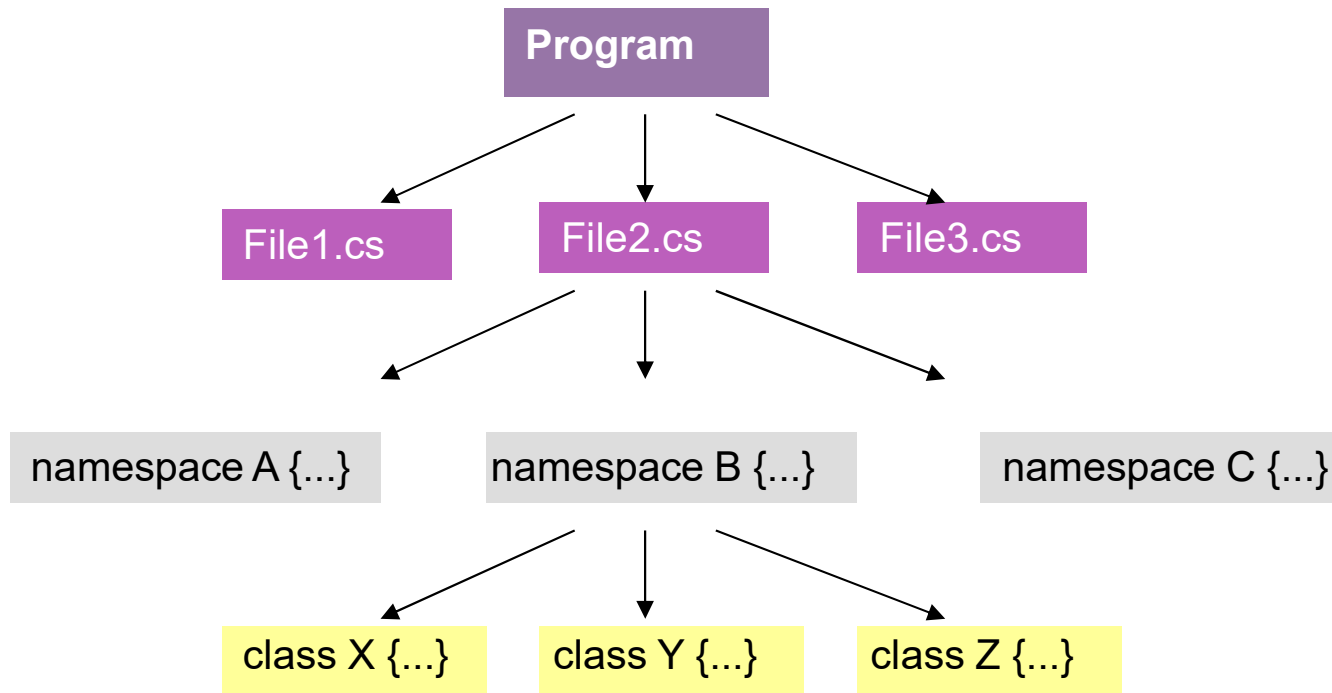 Program
File1.cs
File2.cs
File3.cs
namespace A {...}
namespace B {...}
namespace C {...}
class X {...}
class Y {...}
class Z {...}